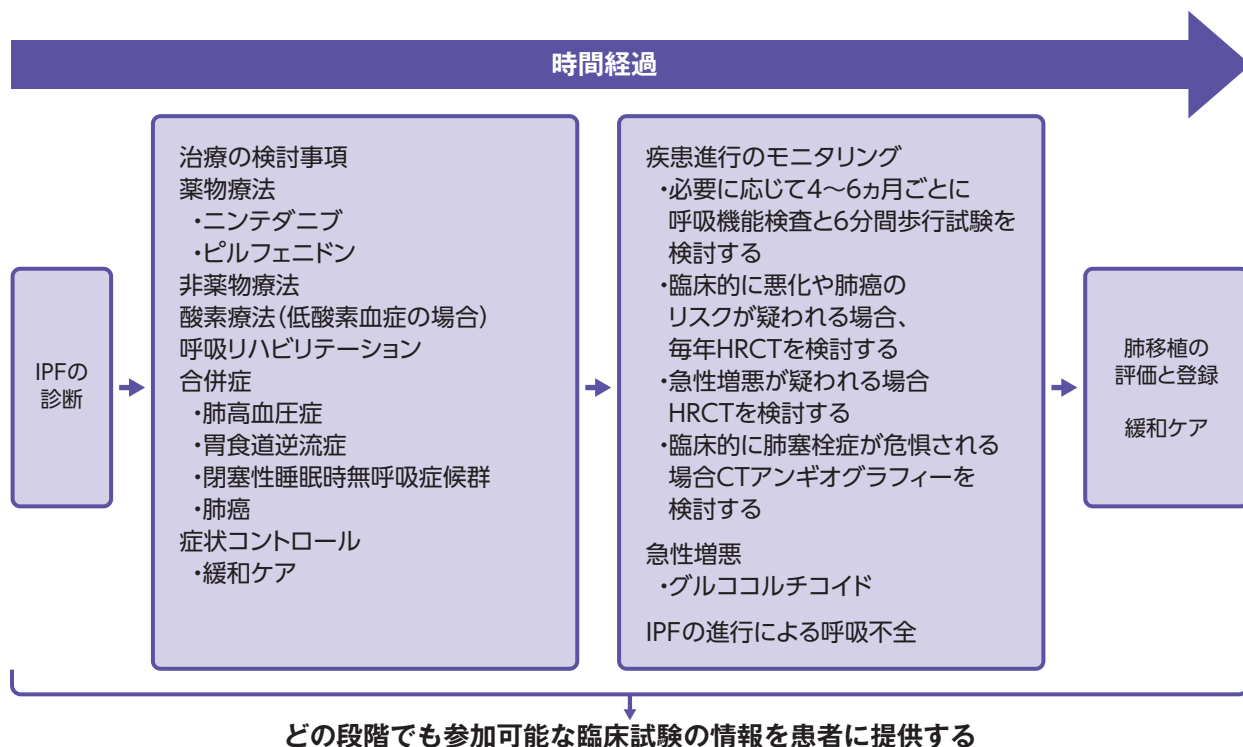 時間経過
IPFの
診断
治療の検討事項
薬物療法
・ニンテダニブ
・ピルフェニドン
非薬物療法
酸素療法（低酸素血症の場合）
呼吸リハビリテーション
合併症
・肺高血圧症
・胃食道逆流症
・閉塞性睡眠時無呼吸症候群
・肺癌
症状コントロール
・緩和ケア
疾患進行のモニタリング
・必要に応じて4〜6ヵ月ごとに
呼吸機能検査と6分間歩行試験を
検討する
・臨床的に悪化や肺癌の
リスクが疑われる場合、
毎年HRCTを検討する
・急性増悪が疑われる場合
HRCTを検討する
・臨床的に肺塞栓症が危惧される
場合CTアンギオグラフィーを
検討する
急性増悪
・グルココルチコイド
IPFの進行による呼吸不全
肺移植の
評価と登録
緩和ケア
どの段階でも参加可能な臨床試験の情報を患者に提供する